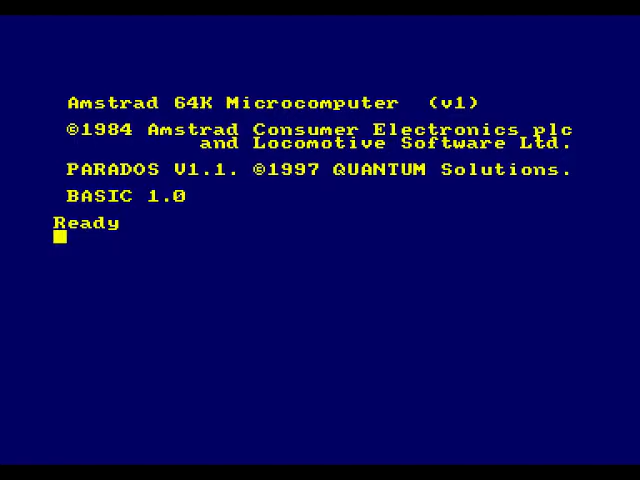 Amstrad 64K Microcomputer  (v1)
©1984 Amstrad Consumer Electronics plc
and Locomotive Software Ltd.
PARADOS V1.1. ©1997 QUANTUM Solutions.
BASIC 1.0
Ready